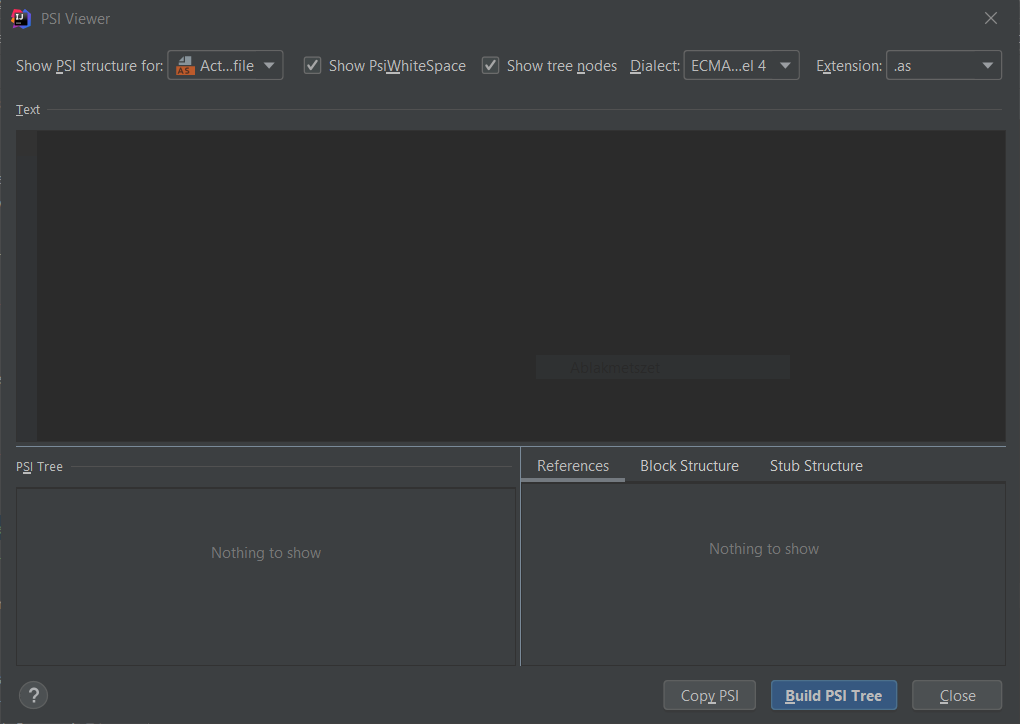 PSI Viewer
Show PSI structure for: Act...file Show PsiWhiteSpace Show tree nodes Dialect: ECMA...el 4 Extension: .as
Text
Ablakmetszet
PSI Tree
References Block Structure Stub Structure
Nothing to show
Nothing to show
? Copy PSI Build PSI Tree Close